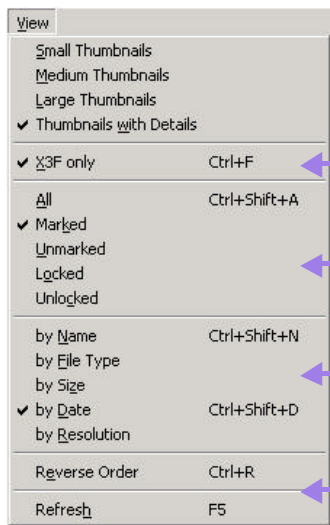 View
Small Thumbnails
Medium Thumbnails
Large Thumbnails
Thumbnails with Details
X3F only Ctrl+F
All Ctrl+Shift+A
Marked
Unmarked
Locked
Unlocked
by Name Ctrl+Shift+N
by File Type
by Size
by Date Ctrl+Shift+D
by Resolution
Reverse Order Ctrl+R
Refresh F5